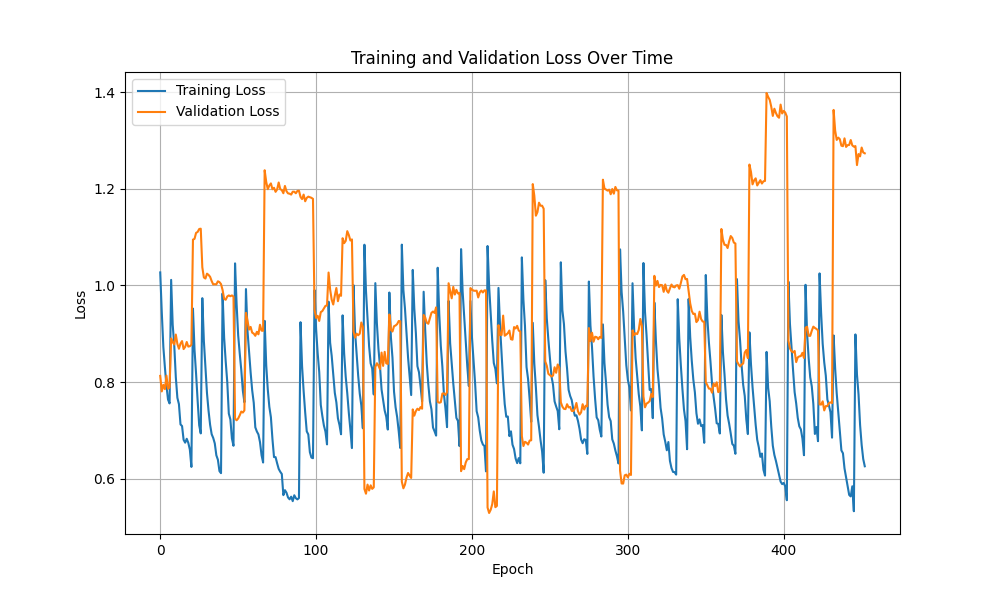 Training and Validation Loss Over Time
Training Loss
Validation Loss
Loss
1.4
1.2
1.0
0.8
0.6
0
100
200
300
400
Epoch